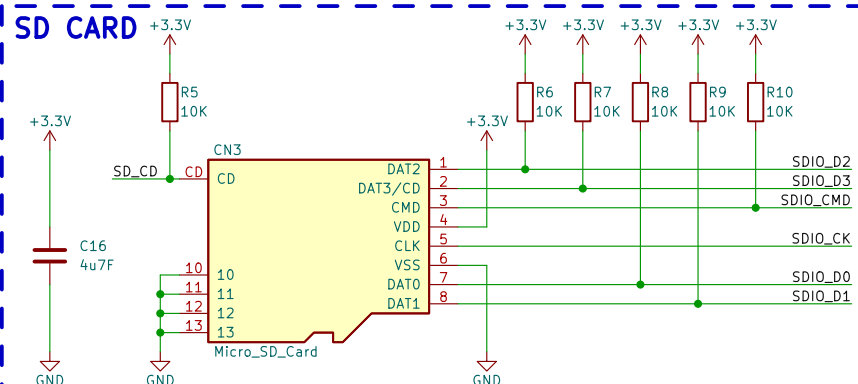 SD CARD
+3.3V
+3.3V
+3.3V
+3.3V
+3.3V
+3.3V
R5
10K
R6
10K
R7
10K
R8
10K
R9
10K
R10
10K
+3.3V
+3.3V
CN3
SD_CD
CD
CD
DAT2
1
SDIO_D2
DAT3/CD
2
SDIO_D3
CMD
3
SDIO_CMD
VDD
4
CLK
5
SDIO_CK
VSS
6
DAT0
7
SDIO_D0
DAT1
8
SDIO_D1
C16
4u7F
10
10
11
11
12
12
13
13
Micro_SD_Card
GND
GND
GND